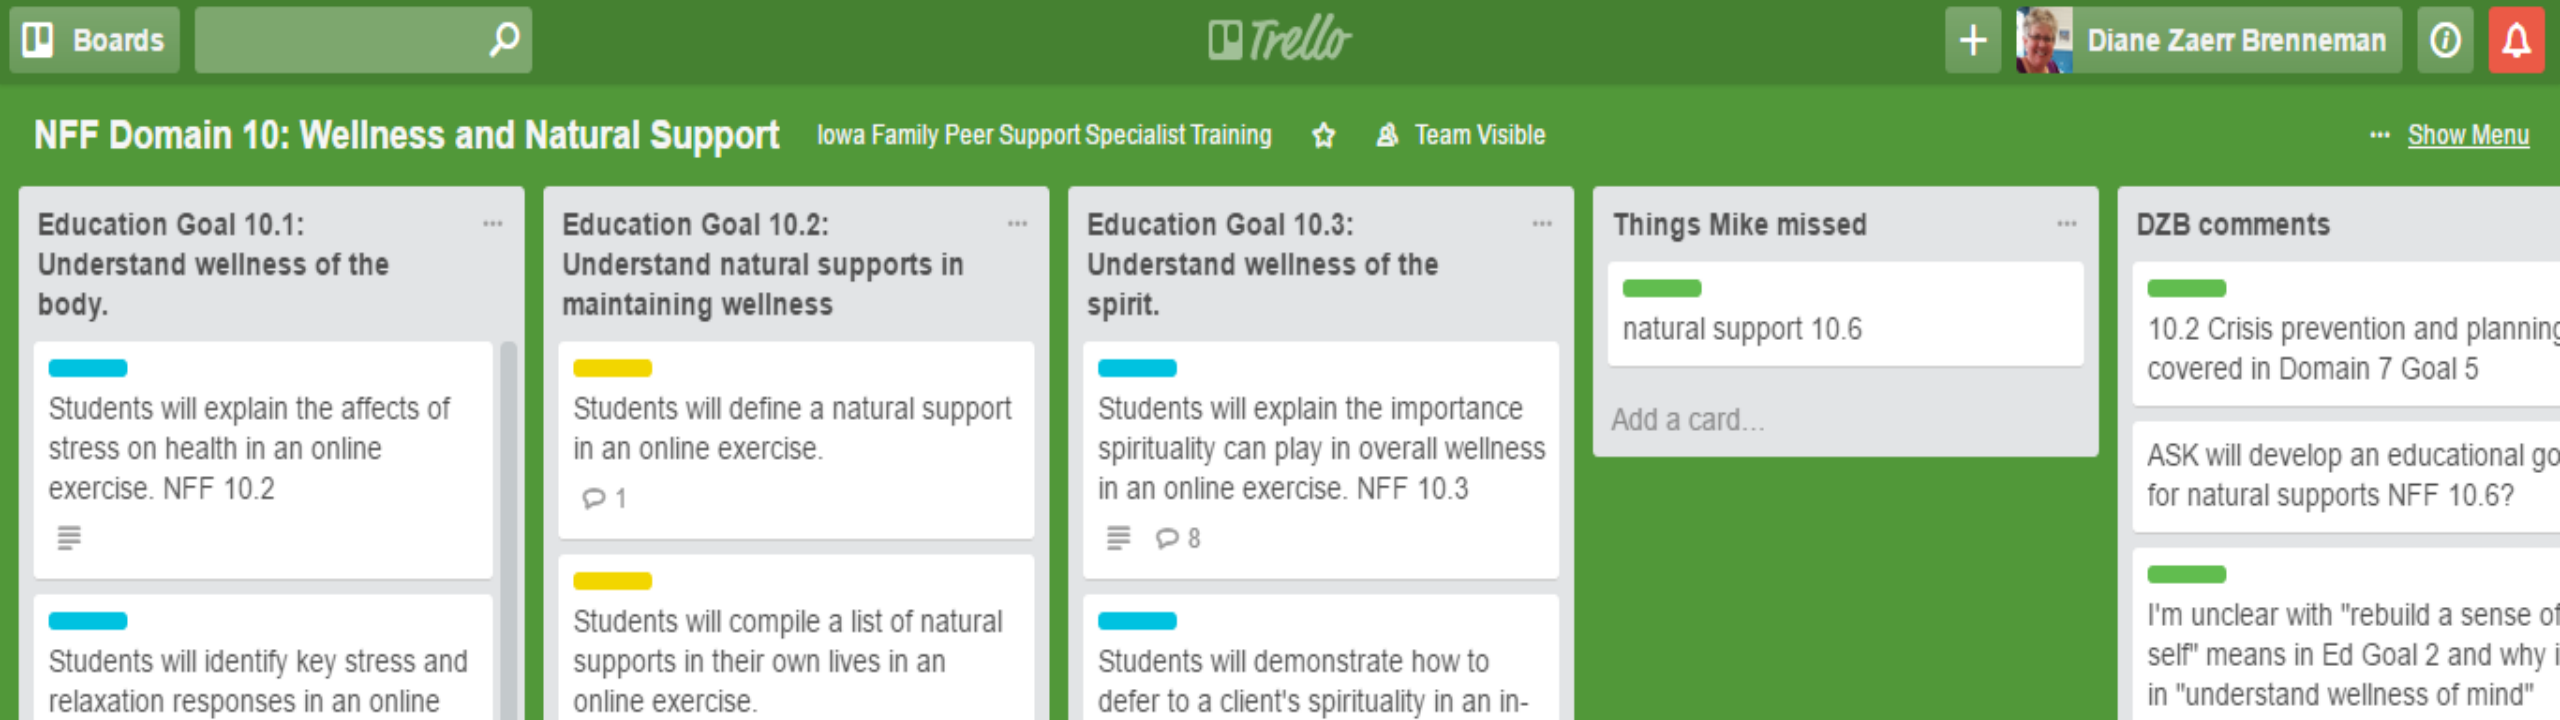 Boards
Trello
Diane Zaerr Brenneman
NFF Domain 10: Wellness and Natural Support
Iowa Family Peer Support Specialist Training
Team Visible
Show Menu
Education Goal 10.1:
Understand wellness of the
body.
Students will explain the affects of
stress on health in an online
exercise. NFF 10.2
Students will identify key stress and
relaxation responses in an online
Education Goal 10.2:
Understand natural supports in
maintaining wellness
Students will define a natural support
in an online exercise.
1
Students will compile a list of natural
supports in their own lives in an
online exercise.
Education Goal 10.3:
Understand wellness of the
spirit.
Students will explain the importance
spirituality can play in overall wellness
in an online exercise. NFF 10.3
8
Students will demonstrate how to
defer to a client's spirituality in an in-
Things Mike missed
natural support 10.6
Add a card...
DZB comments
10.2 Crisis prevention and planning
covered in Domain 7 Goal 5
ASK will develop an educational go
for natural supports NFF 10.6?
I'm unclear with "rebuild a sense of
self" means in Ed Goal 2 and why i
in "understand wellness of mind"